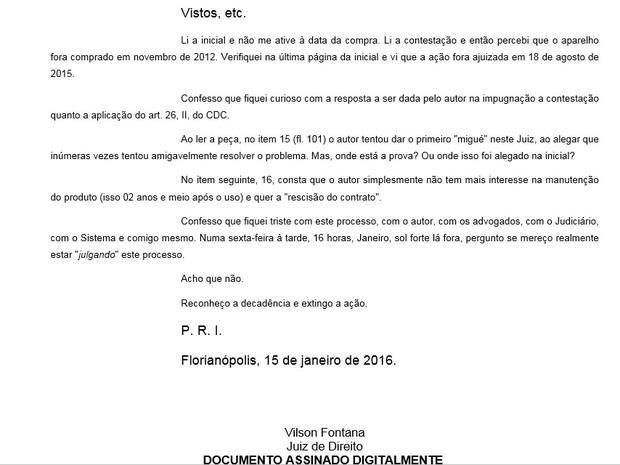 Vistos, etc.
Li a inicial e não me ative à data da compra. Li a contestação e então percebi que o aparelho
fora comprado em novembro de 2012. Verifiquei na última página da inicial e vi que a ação fora ajuizada em 18 de agosto de
2015.
Confesso que fiquei curioso com a resposta a ser dada pelo autor na impugnação a contestação
quanto a aplicação do art. 26, II, do CDC.
Ao ler a peça, no item 15 (fl. 101) o autor tentou dar o primeiro "migué" neste Juiz, ao alegar que
inúmeras vezes tentou amigavelmente resolver o problema. Mas, onde está a prova? Ou onde isso foi alegado na inicial?
No item seguinte, 16, consta que o autor simplesmente não tem mais interesse na manutenção
do produto (isso 02 anos e meio após o uso) e quer a "rescisão do contrato".
Confesso que fiquei triste com este processo, com o autor, com os advogados, com o Judiciário,
com o Sistema e comigo mesmo. Numa sexta-feira à tarde, 16 horas, Janeiro, sol forte lá fora, pergunto se mereço realmente
estar "julgando" este processo.
Acho que não.
Reconheço a decadência e extingo a ação.
P. R. I.
Florianópolis, 15 de janeiro de 2016.
Vilson Fontana
Juiz de Direito
DOCUMENTO ASSINADO DIGITALMENTE